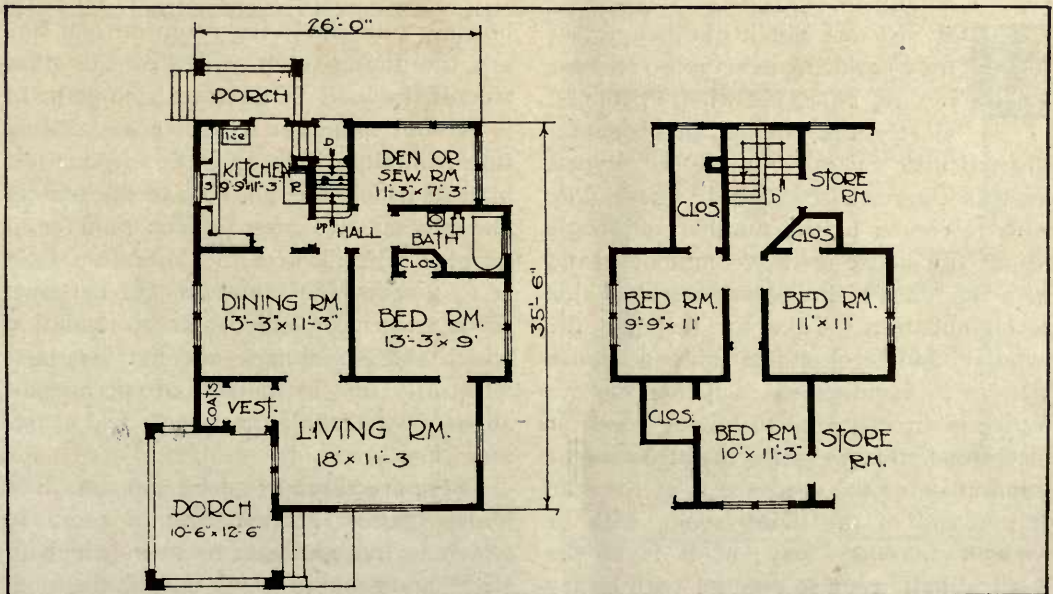 26'-0"
PORCH
Ice
KITCHEN
9'-9"x11'-3"
S
R
D
UP
HALL
DEN OR
SEW. RM
11'-3" x 7'-3"
BATH
CLOS.
DINING RM.
13'-3" x 11'-3"
BED RM.
13'-3" x 9'
35'-6"
COATS
VEST.
LIVING RM.
18' x 11'-3
PORCH
10'-6" x 12'-6"
CLOS.
D
STORE
RM.
CLOS.
BED RM.
9'-9" x 11'
BED RM.
11' x 11'
CLOS.
BED RM
10' x 11'-3"
STORE
RM.